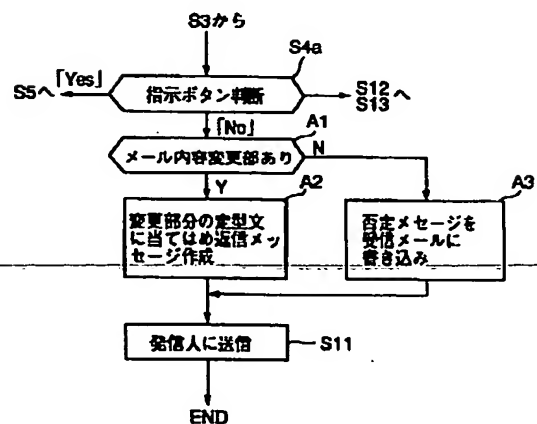 S3から
S4a
「Yes」
S5へ
指示ボタン判断
S12へ
S13
「No」
A1
メール内容変更部あり
N
Y
A2
A3
変更部分の定型文
に当てはめ返信メッ
セージ作成
否定メセージを
受信メールに
書き込み
発信人に送信
S11
END